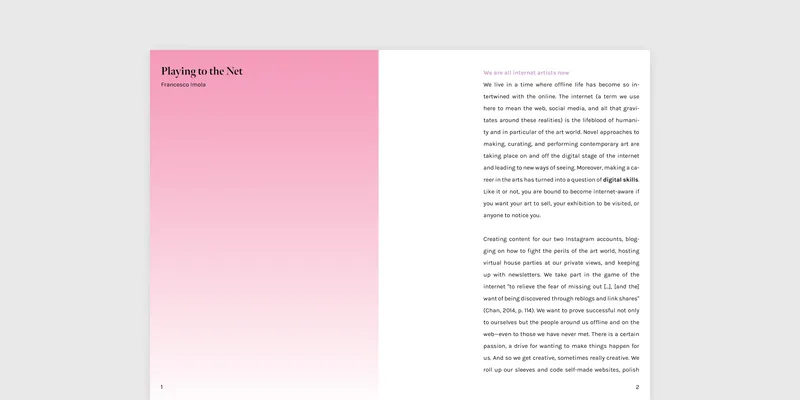 Playing to the Net
Francesco Imola
1
We are all internet artists now
We live in a time where offline life has become so in-
tertwined with the online. The internet (a term we use
here to mean the web, social media, and all that gravi-
tates around these realities) is the lifeblood of humani-
ty and in particular of the art world. Novel approaches to
making, curating, and performing contemporary art are
taking place on and off the digital stage of the internet
and leading to new ways of seeing. Moreover, making a ca-
reer in the arts has turned into a question of digital skills.
Like it or not, you are bound to become internet-aware if
you want your art to sell, your exhibition to be visited, or
anyone to notice you.
Creating content for our two Instagram accounts, blog-
ging on how to fight the perils of the art world, hosting
virtual house parties at our private views, and keeping
up with newsletters. We take part in the game of the
internet "to relieve the fear of missing out [...], [and the]
want of being discovered through reblogs and link shares"
(Chan, 2014, p. 114). We want to prove successful not only
to ourselves but the people around us offline and on the
web—even to those we have never met. There is a certain
passion, a drive for wanting to make things happen for
us. And so we get creative, sometimes really creative. We
roll up our sleeves and code self-made websites, polish
2